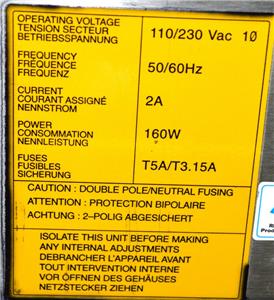 OPERATING VOLTAGE
TENSION SECTEUR 110/230 Vac 1Ø
BETRIEBSSPANNUNG
FREQUENCY
FRÉQUENCE 50/60Hz
FREQUENZ
CURRENT
COURANT ASSIGNÉ 2A
NENNSTROM
POWER
CONSOMMATION 160W
NENNLEISTUNG
FUSES
FUSIBLES T5A/T3.15A
SICHERUNG
CAUTION : DOUBLE POLE/NEUTRAL FUSING
ATTENTION : PROTECTION BIPOLAIRE
ACHTUNG : 2-POLIG ABGESICHERT
ISOLATE THIS UNIT BEFORE MAKING
ANY INTERNAL ADJUSTMENTS
DEBRANCHER L'APPAREIL AVANT
TOUT INTERVENTION INTERNE
VOR ÖFFEN DES GEHÄUSES
NETZSTECKER ZIEHEN